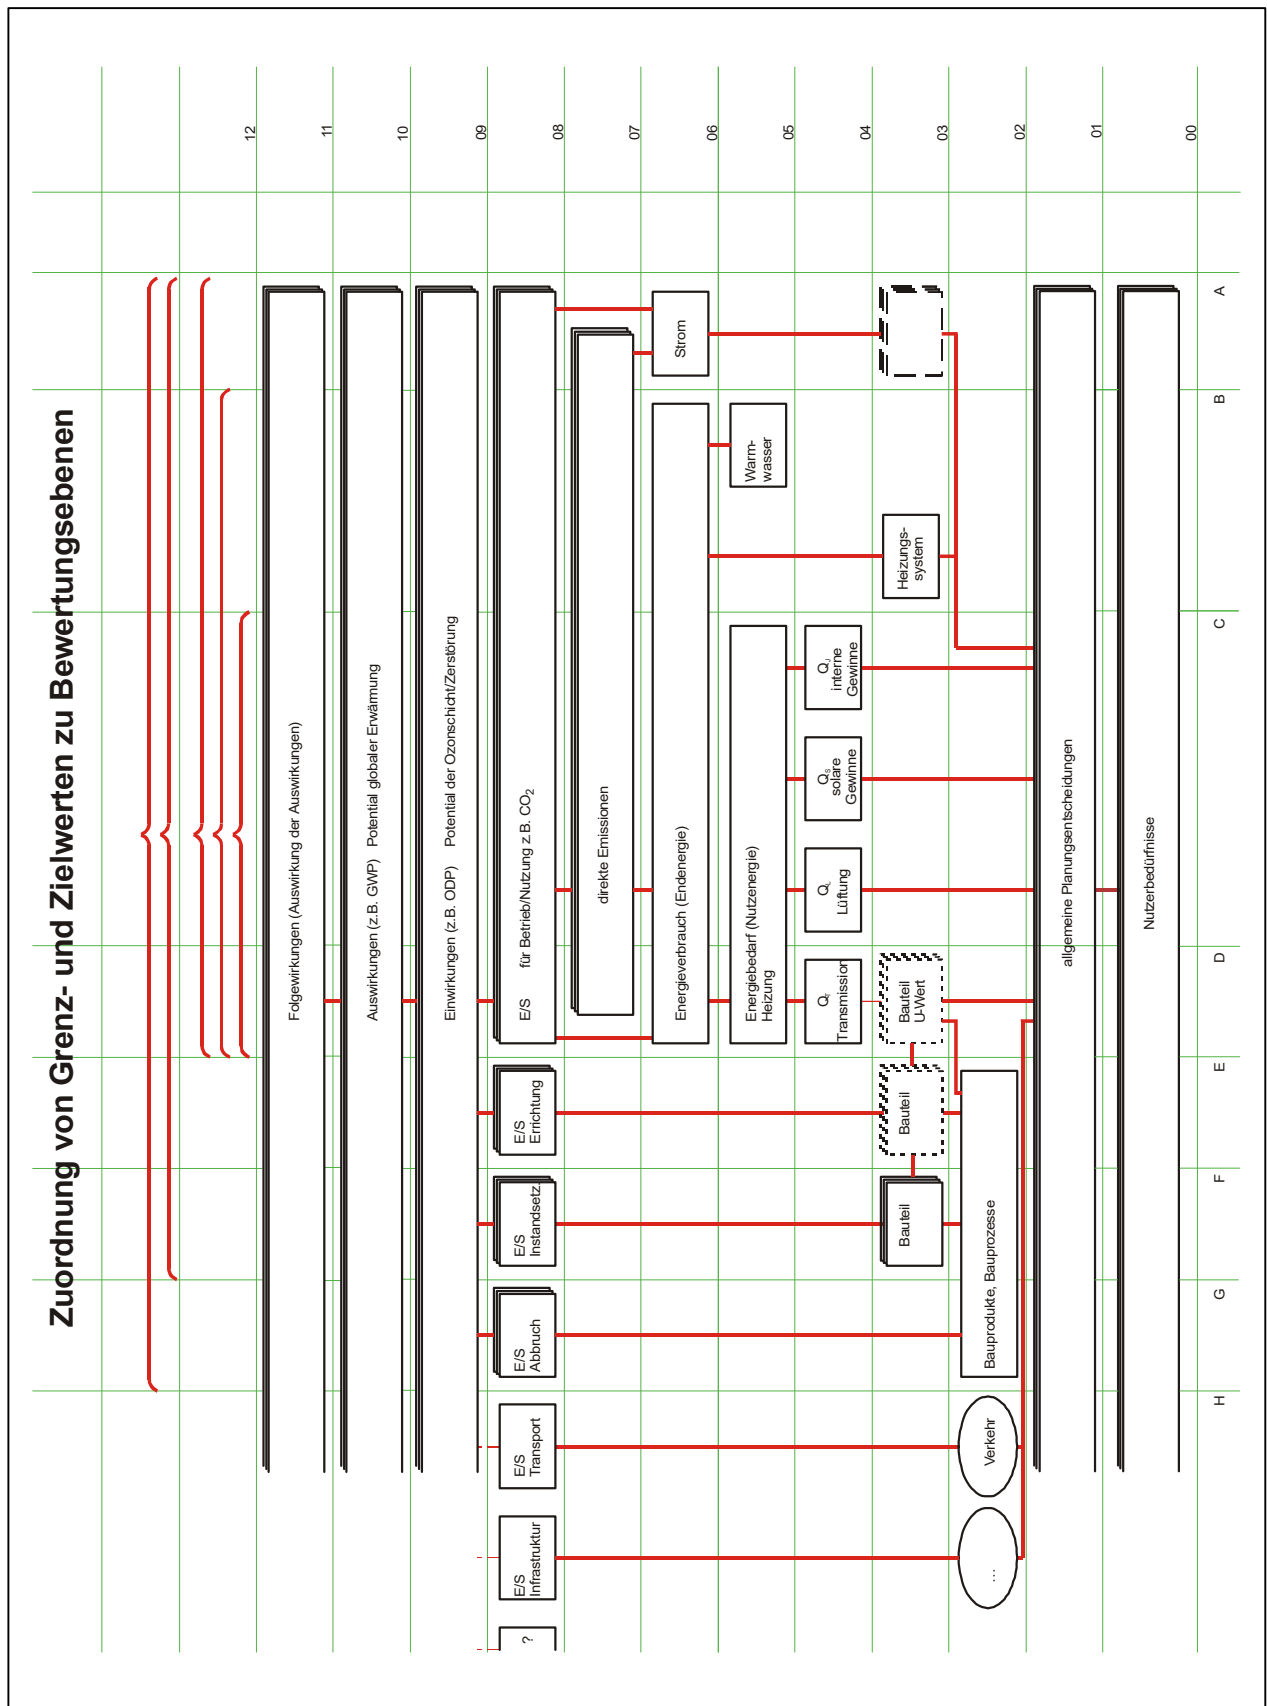 Zuordnung von Grenz- und Zielwerten zu Bewertungsebenen
12
Folgewirkungen (Auswirkung der Auswirkungen)
11
Auswirkungen (z.B. GWP) Potential globaler Erwärmung
10
Einwirkungen (z.B. ODP) Potential der Ozonschicht/Zerstörung
09
?
E/S
Infrastruktur
E/S
Transport
E/S
Abbruch
E/S
Instandsetz.
E/S
Errichtung
E/S für Betrieb/Nutzung z.B. CO₂
08
direkte Emissionen
07
Energieverbrauch (Endenergie)
Strom
06
Energiebedarf (Nutzenergie)
Heizung
Warm-
wasser
05
QT
Transmission
QL
Lüftung
QS
solare
Gewinne
QJ
interne
Gewinne
04
Bauteil
Bauteil
Bauteil
U-Wert
Heizungs-
system
03
...
Verkehr
Bauprodukte, Bauprozesse
02
allgemeine Planungsentscheidungen
01
Nutzerbedürfnisse
00
H
G
F
E
D
C
B
A